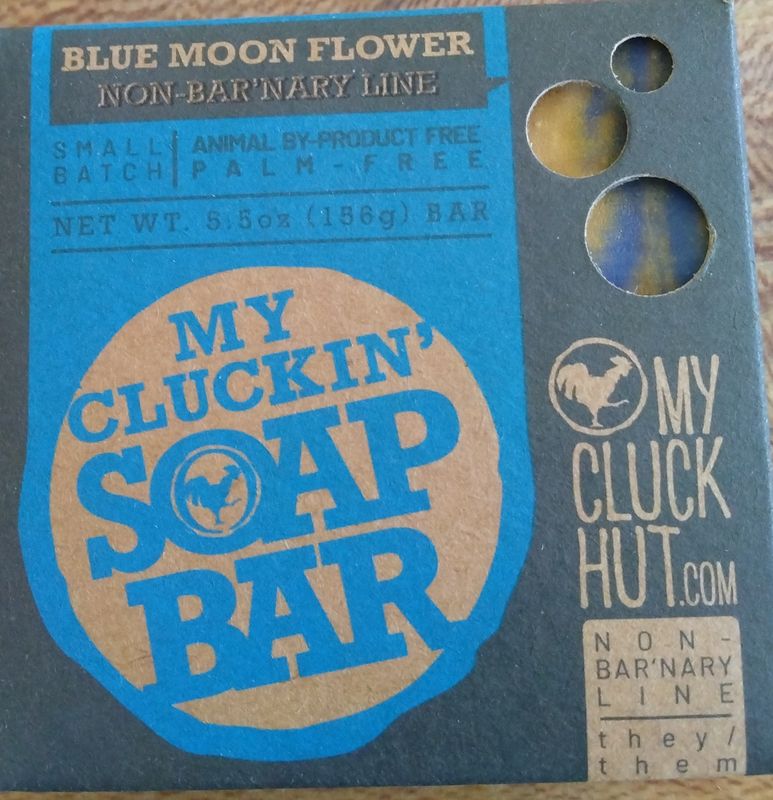 BLUE MOON FLOWER
NON-BAR'NARY LINE
SMALL BATCH
ANIMAL BY-PRODUCT FREE
PALM-FREE
NET WT. 5.5oz (156g) BAR
MY
CLUCKIN'
SOAP
BAR
MY
CLUCK
HUT.COM
NON-
BAR'NARY
LINE
they/
them